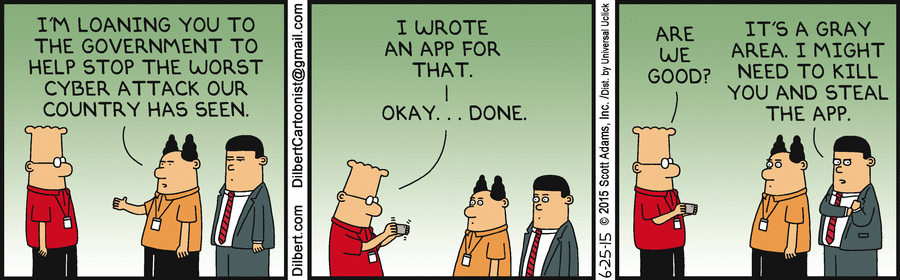 I'M LOANING YOU TO
THE GOVERNMENT TO
HELP STOP THE WORST
CYBER ATTACK OUR
COUNTRY HAS SEEN.
Dilbert.com DilbertCartoonist@gmail.com
I WROTE
AN APP FOR
THAT.
OKAY. . . DONE.
6-25-15 © 2015 Scott Adams, Inc. /Dist. by Universal Uclick
ARE
WE
GOOD?
IT'S A GRAY
AREA. I MIGHT
NEED TO KILL
YOU AND STEAL
THE APP.